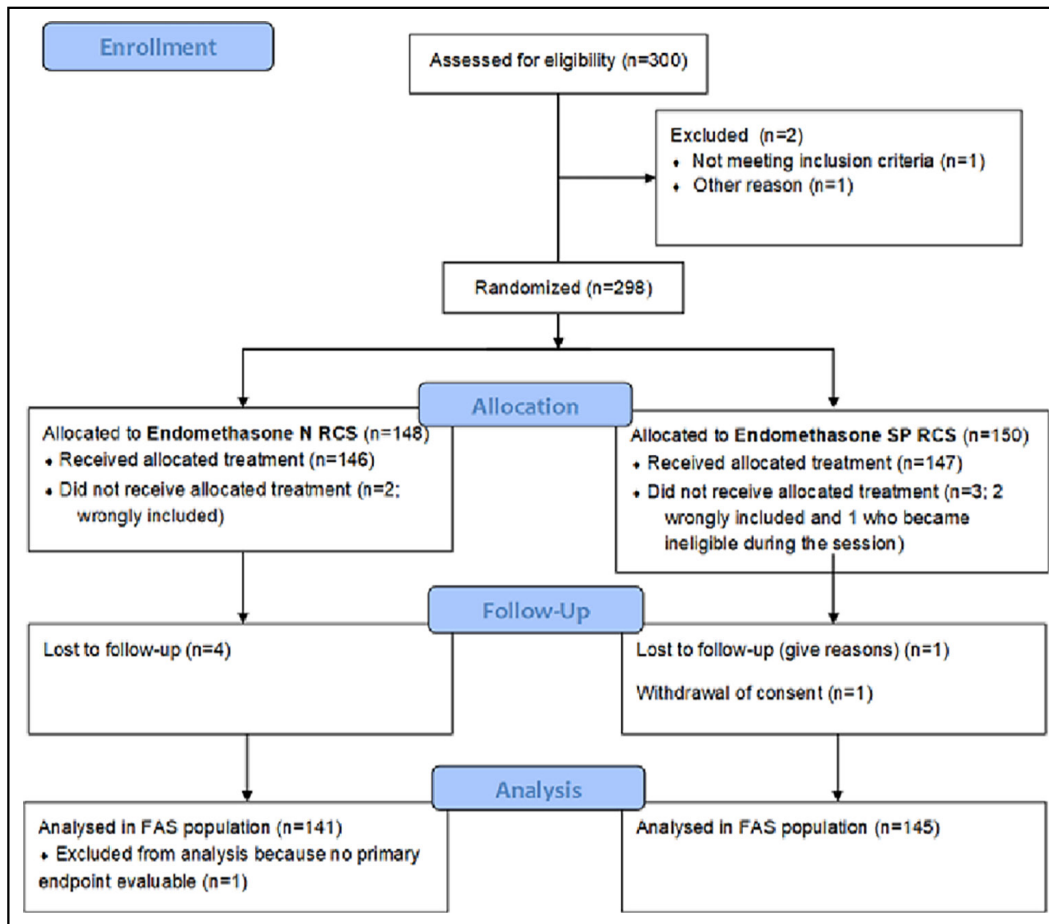 Enrollment
Assessed for eligibility (n=300)
Excluded (n=2)
♦ Not meeting inclusion criteria (n=1)
♦ Other reason (n=1)
Randomized (n=298)
Allocation
Allocated to Endomethasone N RCS (n=148)
♦ Received allocated treatment (n=146)
♦ Did not receive allocated treatment (n=2;
wrongly included)
Allocated to Endomethasone SP RCS (n=150)
♦ Received allocated treatment (n=147)
♦ Did not receive allocated treatment (n=3; 2
wrongly included and 1 who became
ineligible during the session)
Follow-Up
Lost to follow-up (n=4)
Lost to follow-up (give reasons) (n=1)
Withdrawal of consent (n=1)
Analysis
Analysed in FAS population (n=141)
♦ Excluded from analysis because no primary
endpoint evaluable (n=1)
Analysed in FAS population (n=145)